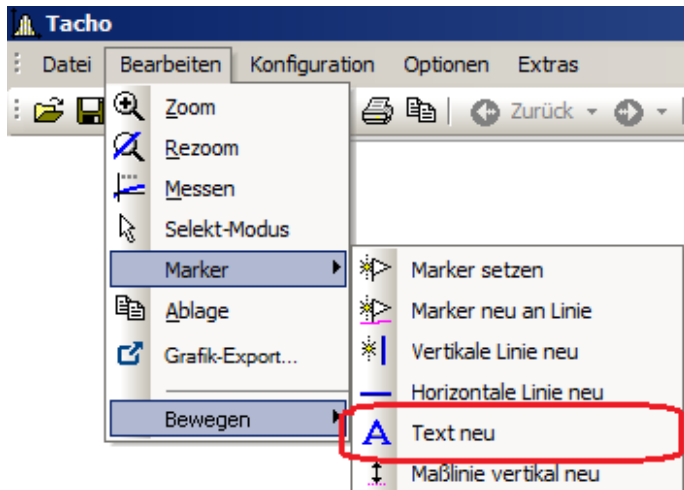 Tacho
Datei Bearbeiten Konfiguration Optionen Extras
Zurück
Zoom
Rezoom
Messen
Selekt-Modus
Marker
Ablage
Grafik-Export...
Bewegen
Marker setzen
Marker neu an Linie
Vertikale Linie neu
Horizontale Linie neu
A Text neu
Maßlinie vertikal neu